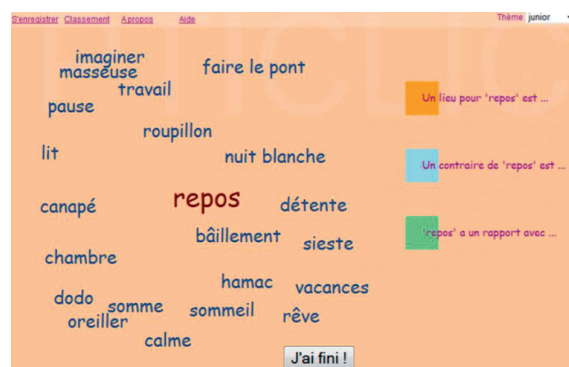 S'enregistrer Classement A propos Aide
Thème junior
imaginer
masseuse
faire le pont
travail
pause
Un lieu pour 'repos' est ...
roupillon
lit
nuit blanche
Un contraire de 'repos' est ...
repos
canapé
détente
bâillement
sieste
'repos' a un rapport avec ...
chambre
hamac
vacances
dodo
somme
sommeil
rêve
oreiller
calme
J'ai fini !